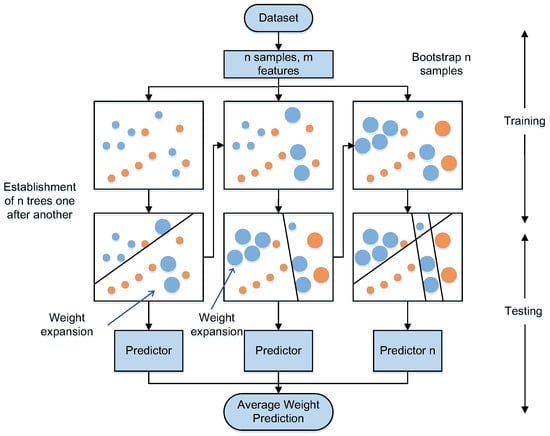 Dataset
n samples, m
features
Bootstrap n
samples
Training
Establishment
of n trees one
after another
Weight
expansion
Weight
expansion
Testing
Predictor
Predictor
Predictor n
Average Weight
Prediction